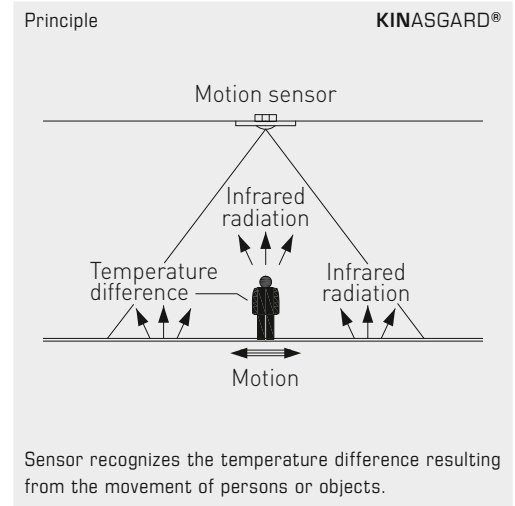 Principle KINASGARD®
Motion sensor
Infrared
radiation
Temperature
difference
Infrared
radiation
Motion
Sensor recognizes the temperature difference resulting
from the movement of persons or objects.